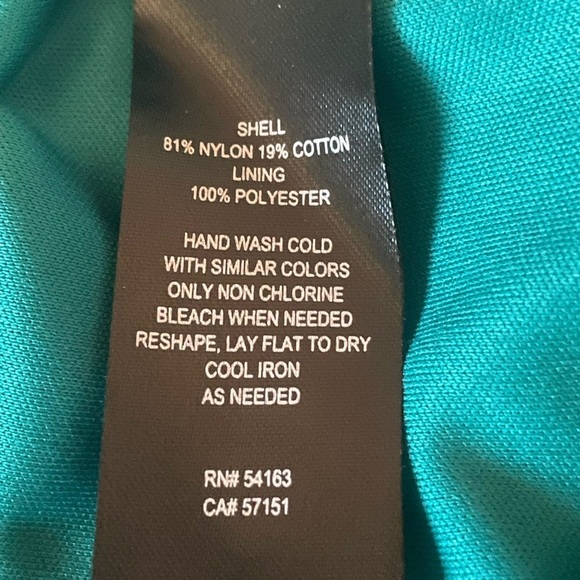 SHELL
81% NYLON 19% COTTON
LINING
100% POLYESTER
HAND WASH COLD
WITH SIMILAR COLORS
ONLY NON CHLORINE
BLEACH WHEN NEEDED
RESHAPE, LAY FLAT TO DRY
COOL IRON
AS NEEDED
RN# 54163
CA# 57151